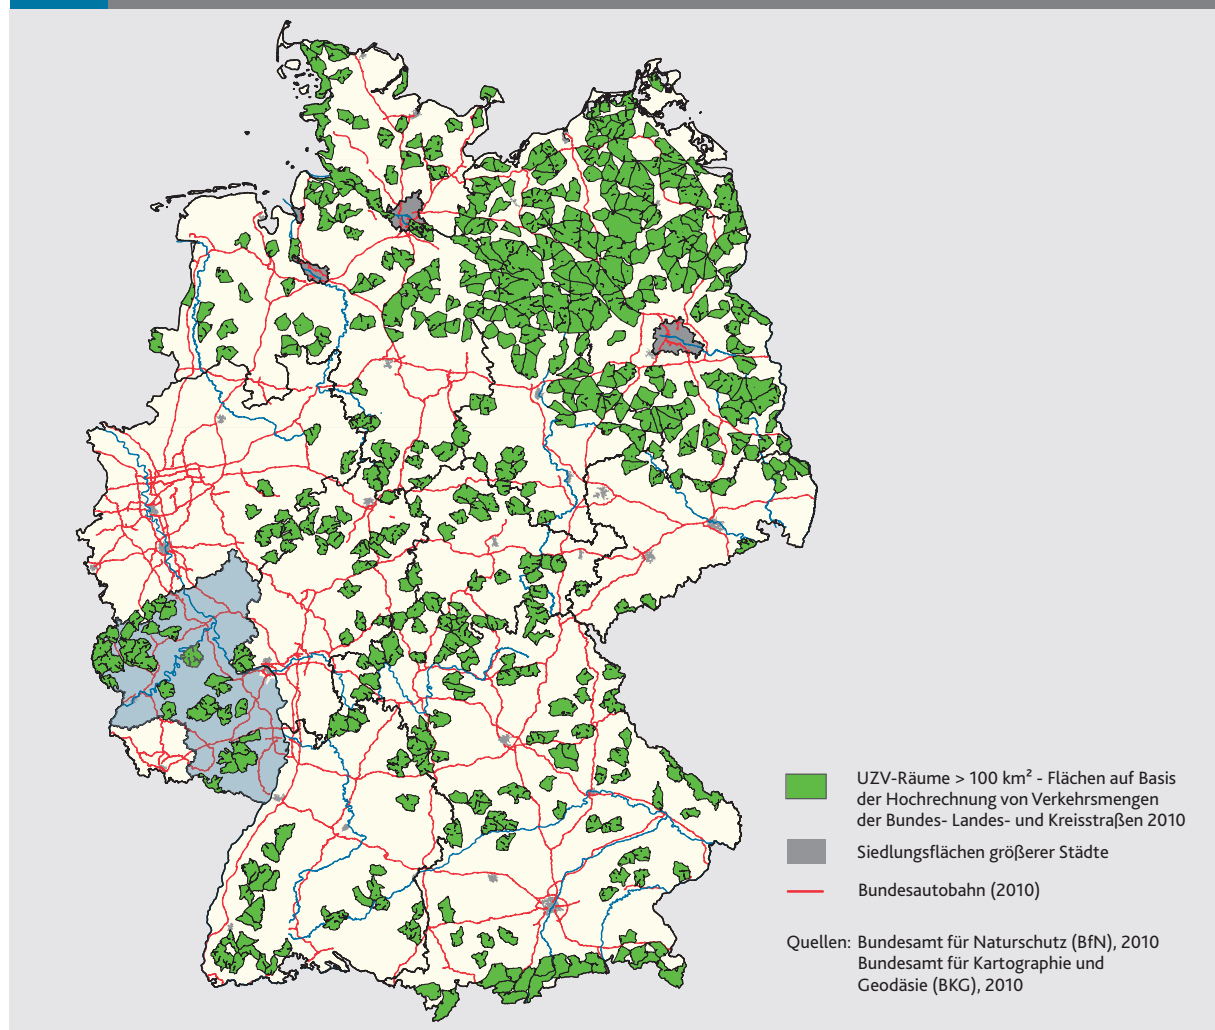 UZV-Räume > 100 km² - Flächen auf Basis
der Hochrechnung von Verkehrsmengen
der Bundes- Landes- und Kreisstraßen 2010
Siedlungsflächen größerer Städte
Bundesautobahn (2010)
Quellen: Bundesamt für Naturschutz (BfN), 2010
Bundesamt für Kartographie und
Geodäsie (BKG), 2010